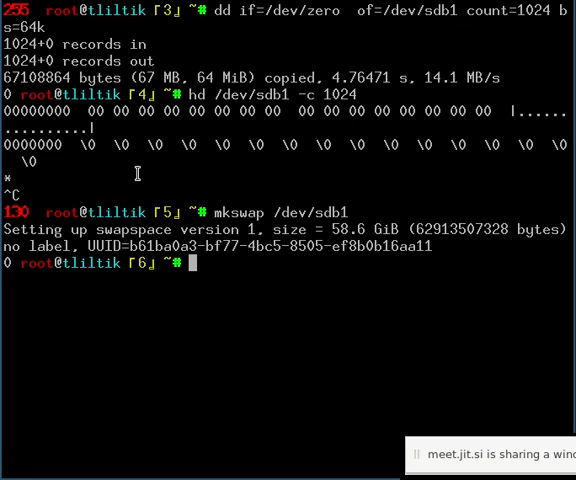 255  root@tliltik 『3』 ~# dd if=/dev/zero  of=/dev/sdb1 count=1024 b
s=64k
1024+0 records in
1024+0 records out
67108864 bytes (67 MB, 64 MiB) copied, 4.76471 s, 14.1 MB/s
0 root@tliltik 『4』 ~# hd /dev/sdb1 -c 1024
00000000  00 00 00 00 00 00 00 00  00 00 00 00 00 00 00 00  |......
..........|
0000000  \0  \0  \0  \0  \0  \0  \0  \0  \0  \0  \0  \0  \0  \0  \0
  \0
*
^C
130  root@tliltik 『5』 ~# mkswap /dev/sdb1
Setting up swapspace version 1, size = 58.6 GiB (62913507328 bytes)
no label, UUID=b61ba0a3-bf77-4bc5-8505-ef8b0b16aa11
0 root@tliltik 『6』 ~#
meet.jit.si is sharing a win